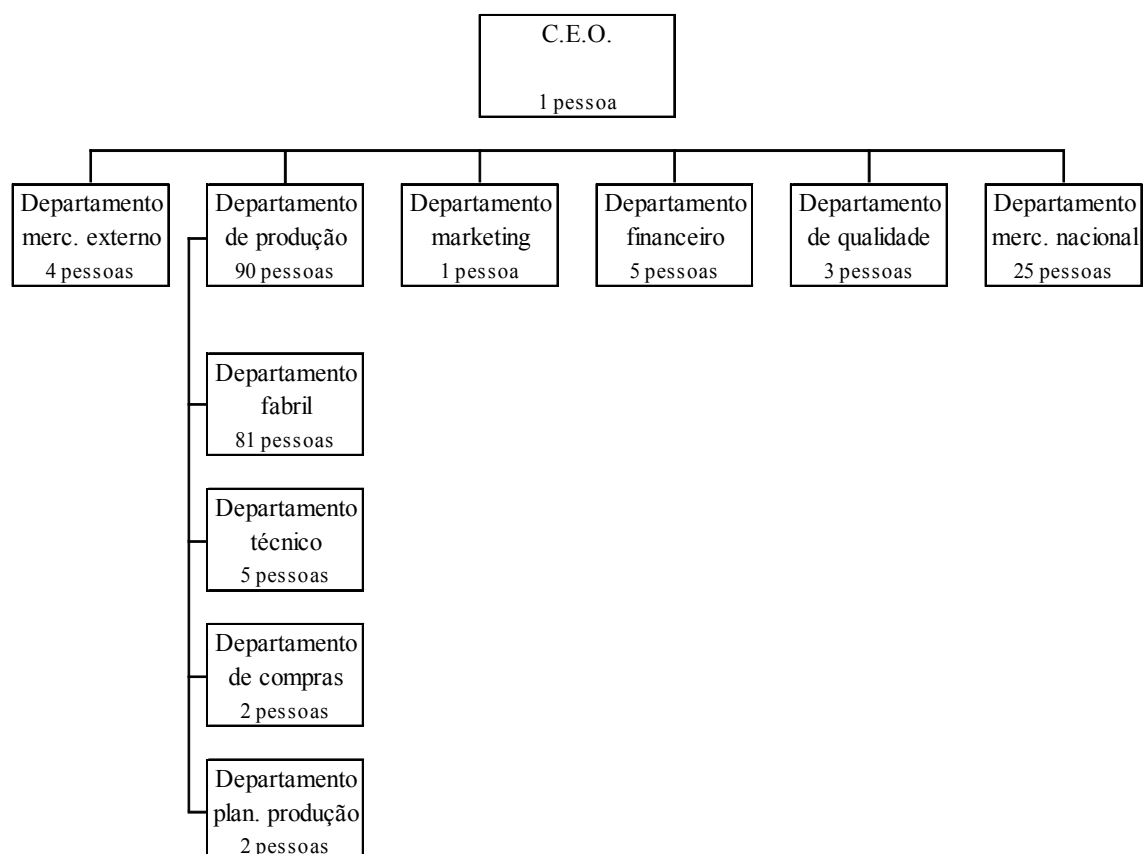 C.E.O.
1 pessoa
Departamento
merc. externo
4 pessoas
Departamento
de produção
90 pessoas
Departamento
marketing
1 pessoa
Departamento
financeiro
5 pessoas
Departamento
de qualidade
3 pessoas
Departamento
merc. nacional
25 pessoas
Departamento
fabril
81 pessoas
Departamento
técnico
5 pessoas
Departamento
de compras
2 pessoas
Departamento
plan. produção
2 pessoas